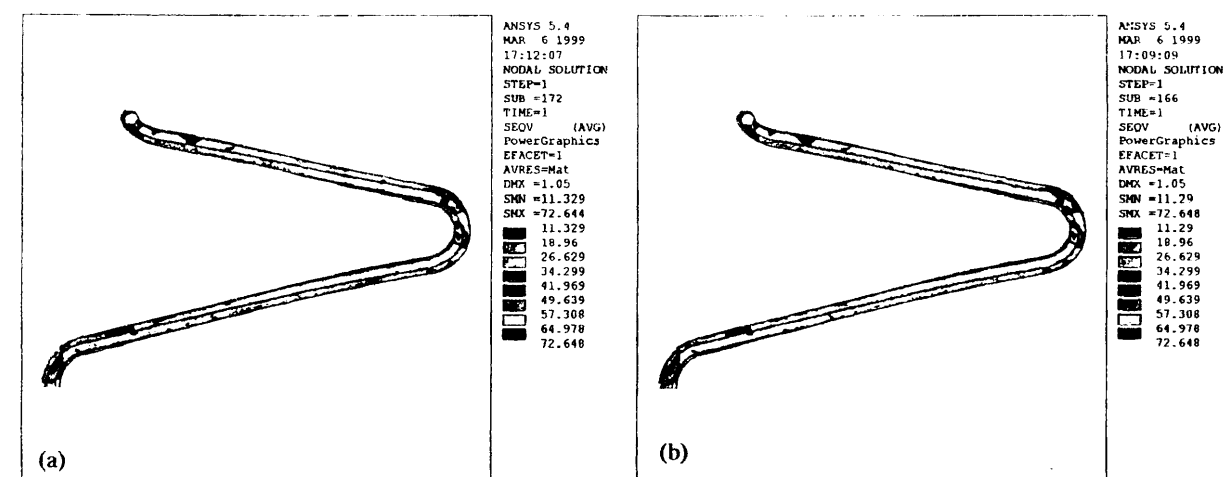 ANSYS 5.4
MAR 6 1999
17:12:07
NODAL SOLUTION
STEP=1
SUB =172
TIME=1
SEQV (AVG)
PowerGraphics
EFACET=1
AVRES=Mat
DMX =1.05
SMN =11.329
SMX =72.644
11.329
18.96
26.629
34.299
41.969
49.639
57.308
64.978
72.648
(a)
ANSYS 5.4
MAR 6 1999
17:09:09
NODAL SOLUTION
STEP=1
SUB =166
TIME=1
SEQV (AVG)
PowerGraphics
EFACET=1
AVRES=Mat
DMX =1.05
SMN =11.29
SMX =72.648
11.29
18.96
26.629
34.299
41.969
49.639
57.308
64.978
72.648
(b)